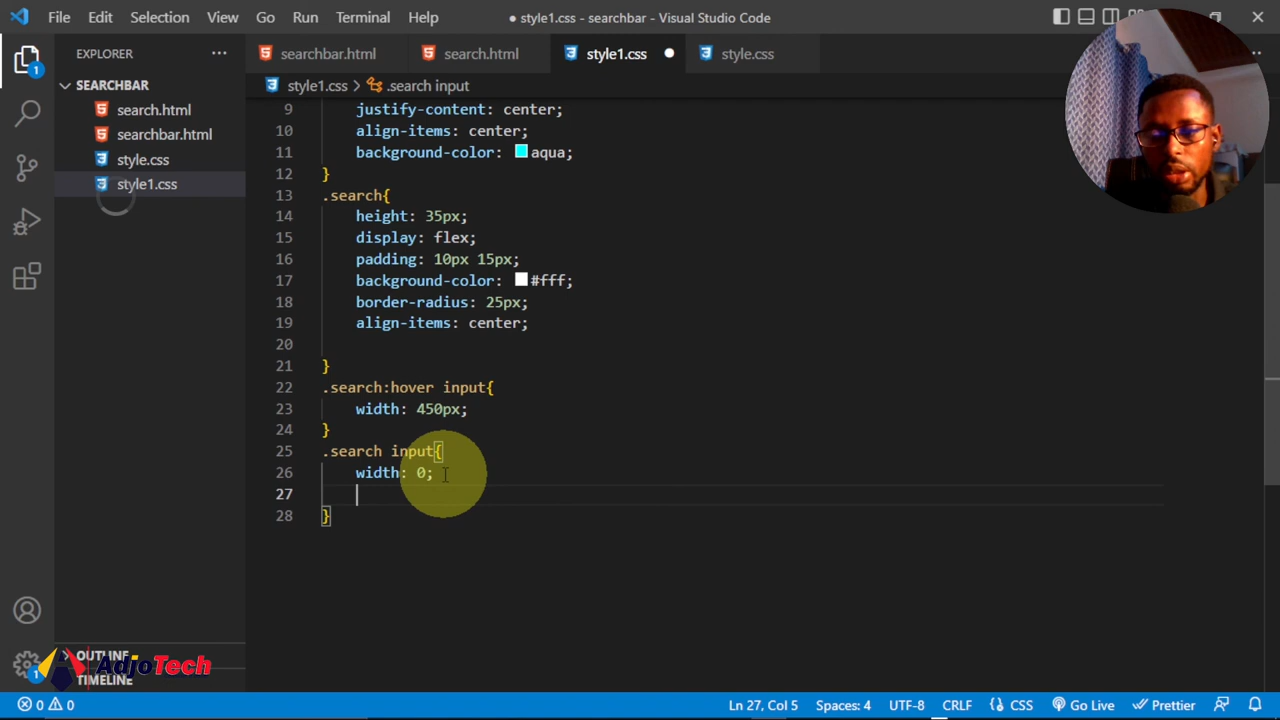 File Edit Selection View Go Run Terminal Help
● style1.css - searchbar - Visual Studio Code
EXPLORER
searchbar.html search.html style1.css style.css
SEARCHBAR
search.html
searchbar.html
style.css
style1.css
style1.css > .search input
9 justify-content: center;
10 align-items: center;
11 background-color: aqua;
12 }
13 .search{
14 height: 35px;
15 display: flex;
16 padding: 10px 15px;
17 background-color: #fff;
18 border-radius: 25px;
19 align-items: center;
20
21 }
22 .search:hover input{
23 width: 450px;
24 }
25 .search input{
26 width: 0;
27
28 }
1
OUTLINE
AdjoTech
TIMELINE
1
0 0 Ln 27, Col 5 Spaces: 4 UTF-8 CRLF CSS Go Live Prettier